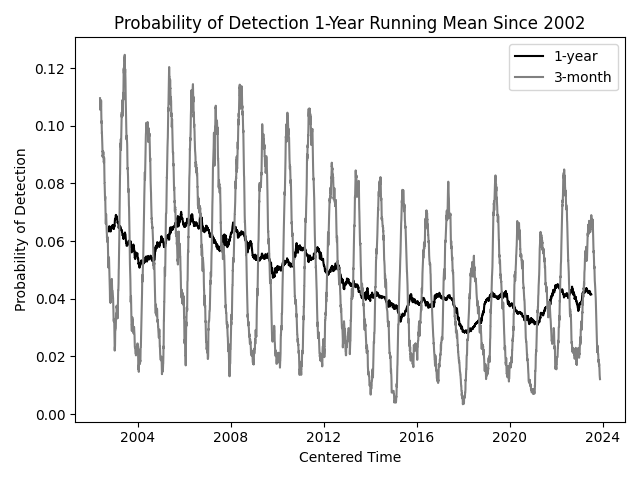 Probability of Detection 1-Year Running Mean Since 2002
1-year
3-month
Probability of Detection
0.12
0.10
0.08
0.06
0.04
0.02
0.00
2004 2008 2012 2016 2020 2024
Centered Time